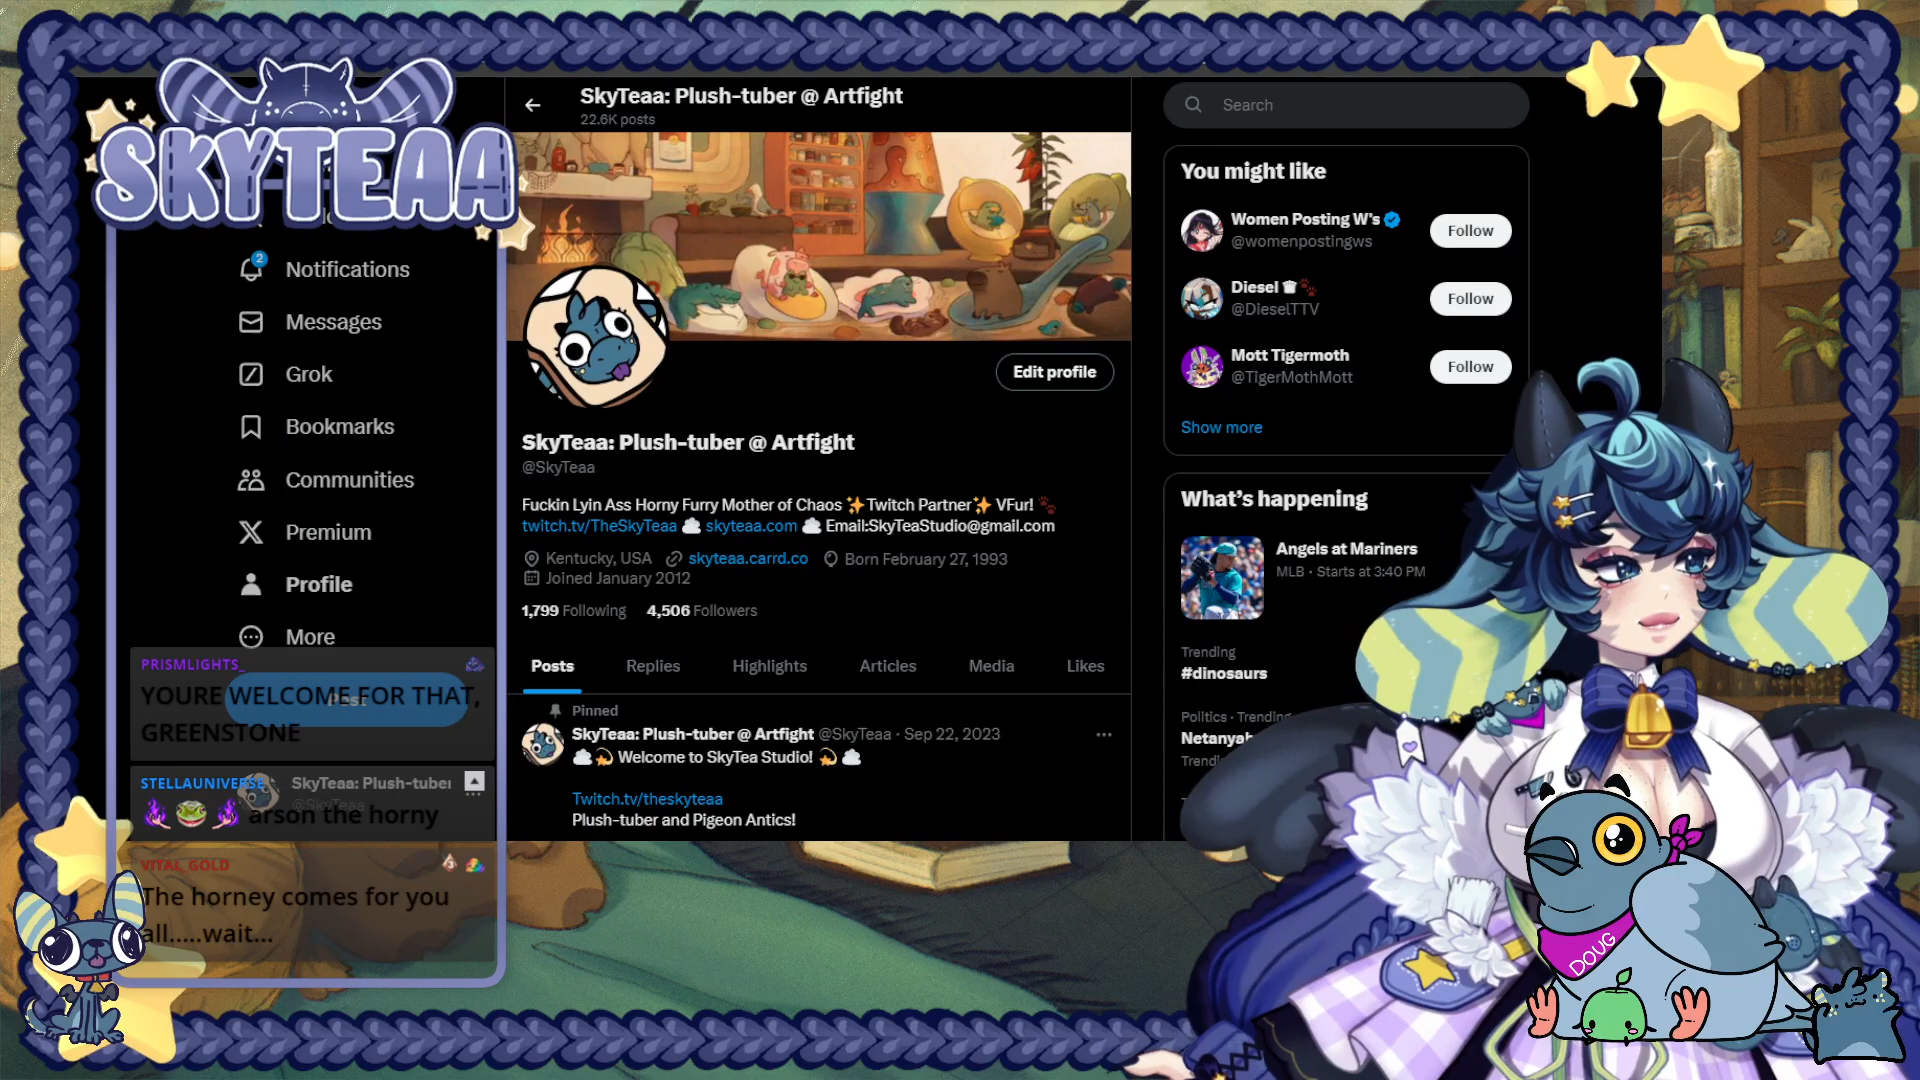 SKYTEAA
2
Notifications
Messages
Grok
Bookmarks
Communities
Premium
Profile
More
Post
PRISMLIGHTS_
YOURE WELCOME FOR THAT,
GREENSTONE
STELLAUNIVERSE
SkyTeaa: Plush-tuber
@SkyTeaa
arson the horny
VITAL_GOLD
The horney comes for you
all.....wait...
SkyTeaa: Plush-tuber @ Artfight
22.6K posts
Edit profile
SkyTeaa: Plush-tuber @ Artfight
@SkyTeaa
Fuckin Lyin Ass Horny Furry Mother of Chaos ✨Twitch Partner✨ VFur! 🐾
twitch.tv/TheSkyTeaa ☁️ skyteaa.com ☁️ Email:SkyTeaStudio@gmail.com
Kentucky, USA skyteaa.carrd.co Born February 27, 1993
Joined January 2012
1,799 Following 4,506 Followers
Posts Replies Highlights Articles Media Likes
Pinned
SkyTeaa: Plush-tuber @ Artfight @SkyTeaa · Sep 22, 2023
☁️💫 Welcome to SkyTea Studio! 💫☁️
Twitch.tv/theskyteaa
Plush-tuber and Pigeon Antics!
Search
You might like
Women Posting W's
@womenpostingws
Follow
Diesel ♛🐾
@DieselTTV
Follow
Mott Tigermoth
@TigerMothMott
Follow
Show more
What's happening
Angels at Mariners
MLB · Starts at 3:40 PM
Trending
#dinosaurs
Politics · Trending
Netanyah
Trendi
DOUG